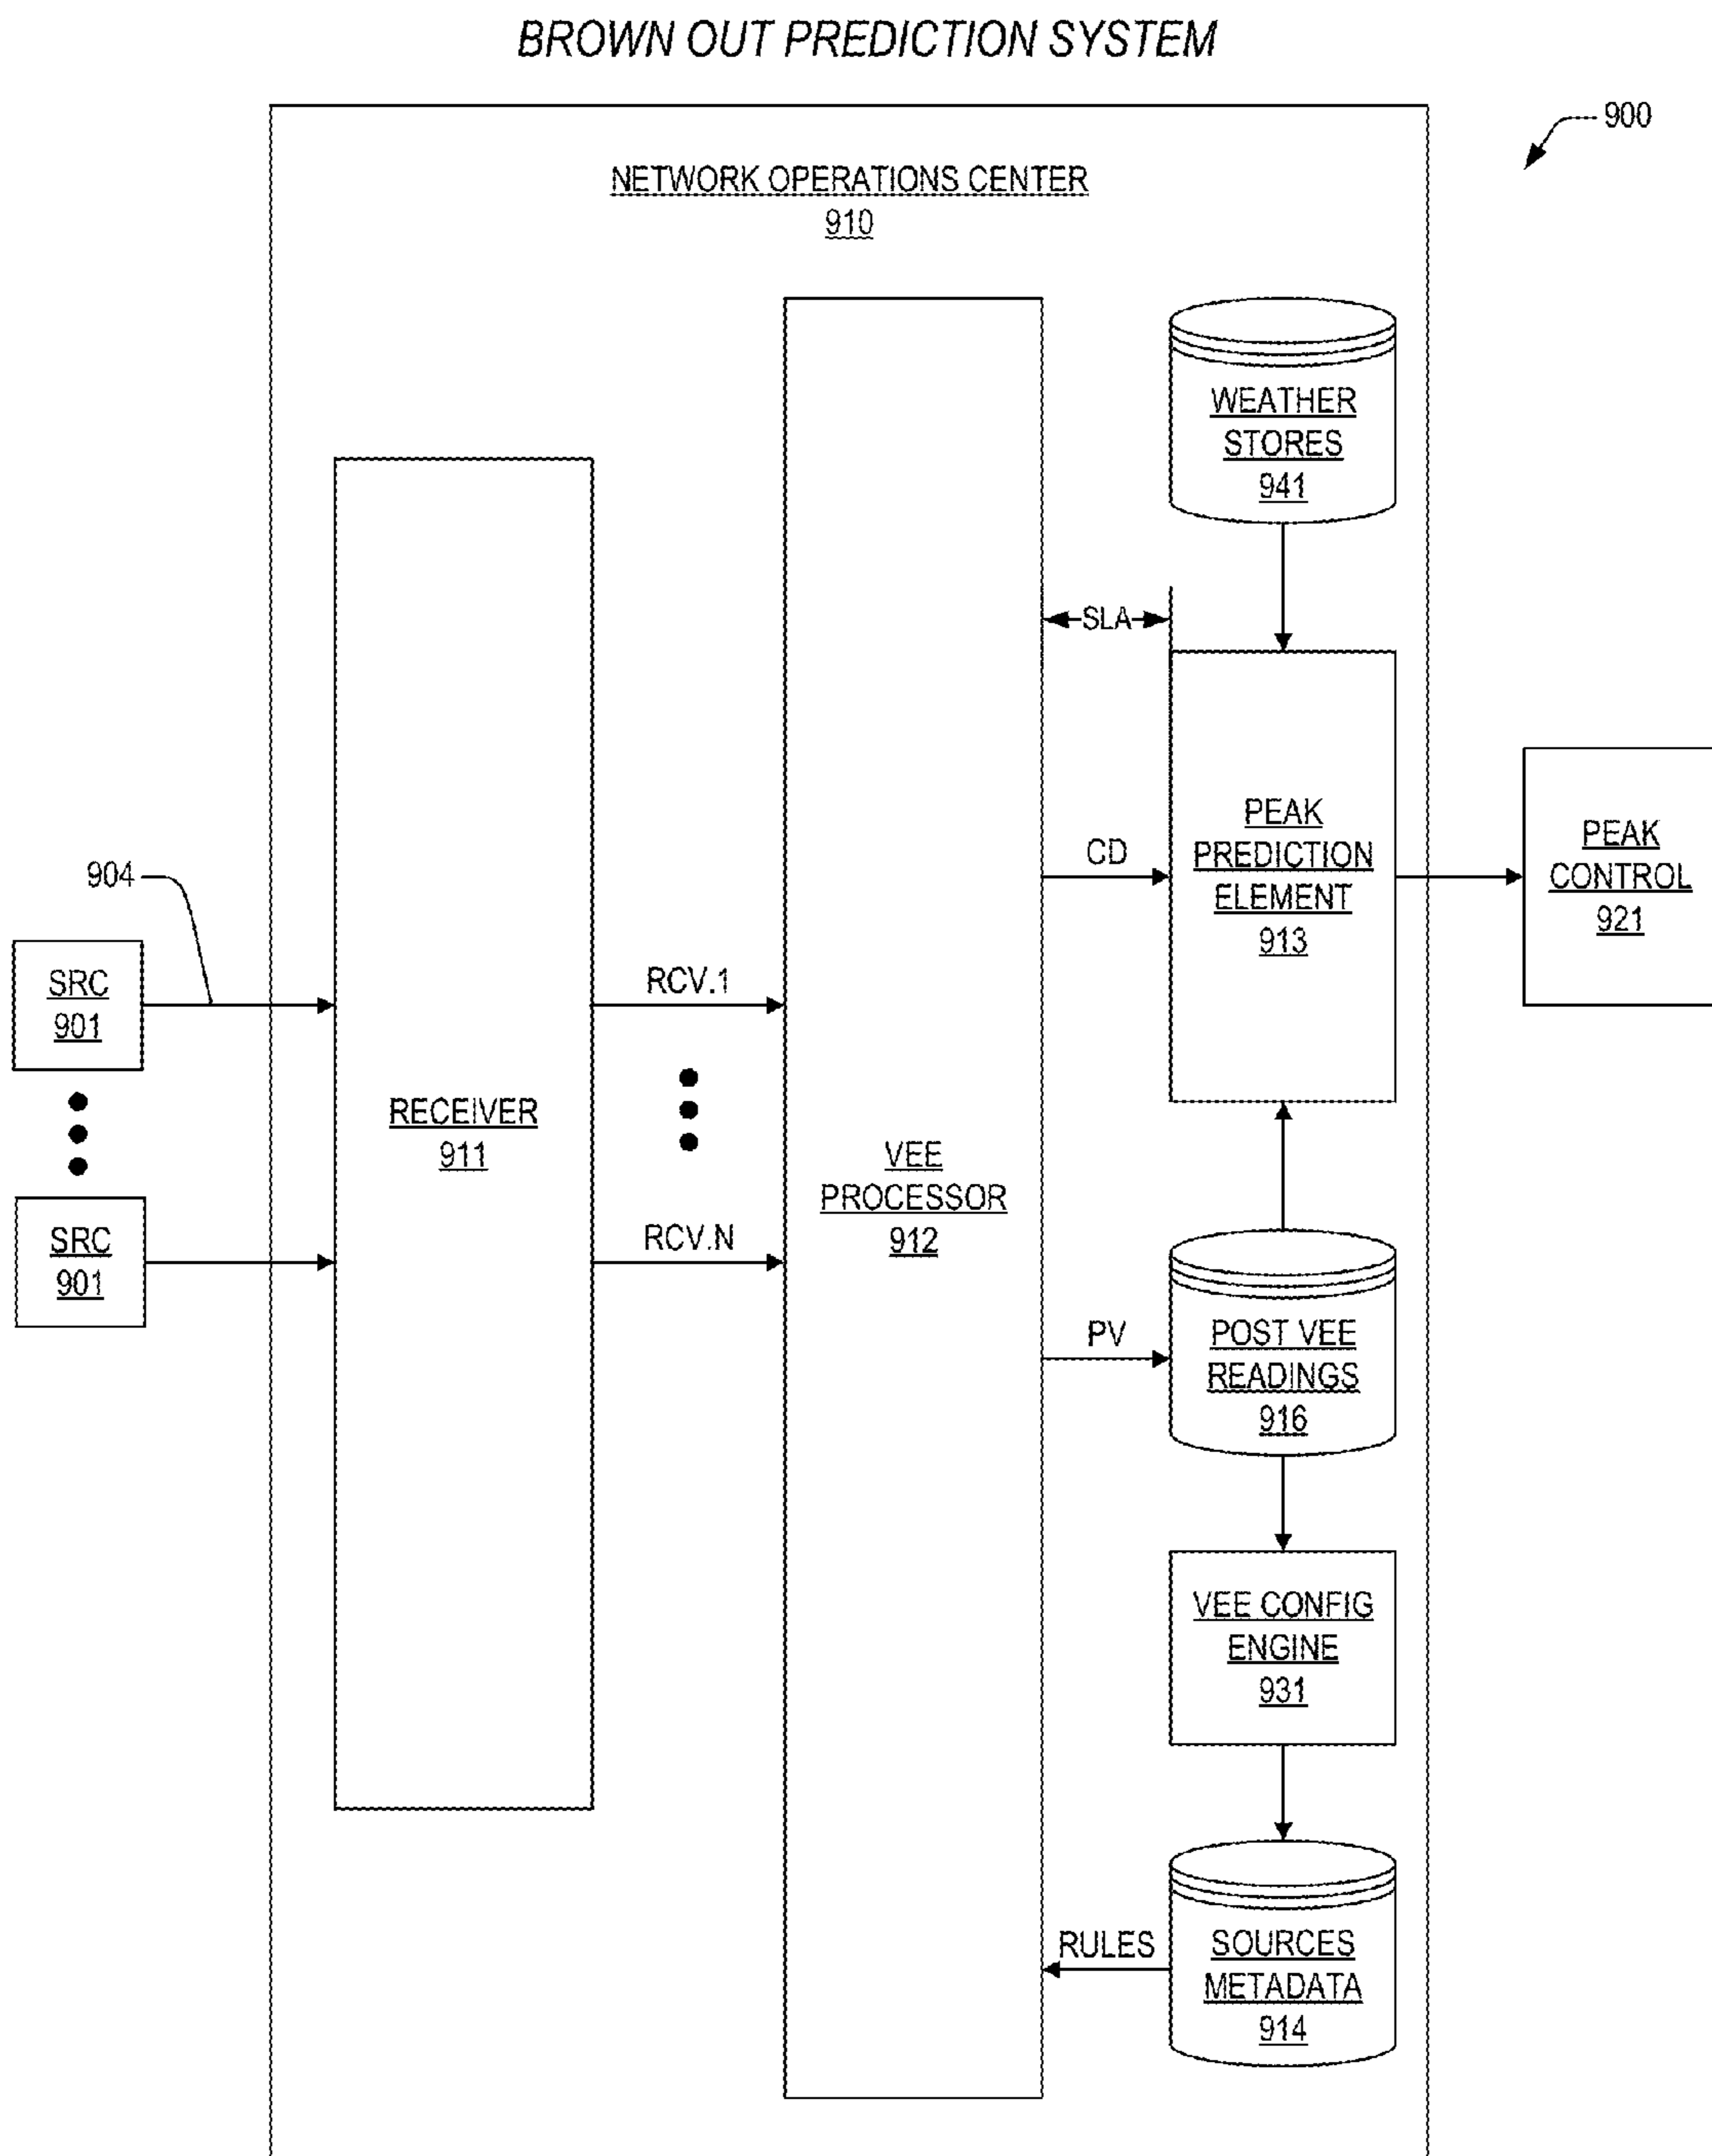 BROWN OUT PREDICTION SYSTEM
900
NETWORK OPERATIONS CENTER
910
WEATHER
STORES
941
SLA
PEAK
PREDICTION
ELEMENT
913
CD
PEAK
CONTROL
921
904
SRC
901
RCV.1
RECEIVER
911
VEE
PROCESSOR
912
SRC
901
RCV.N
PV
POST VEE
READINGS
916
VEE CONFIG
ENGINE
931
RULES
SOURCES
METADATA
914